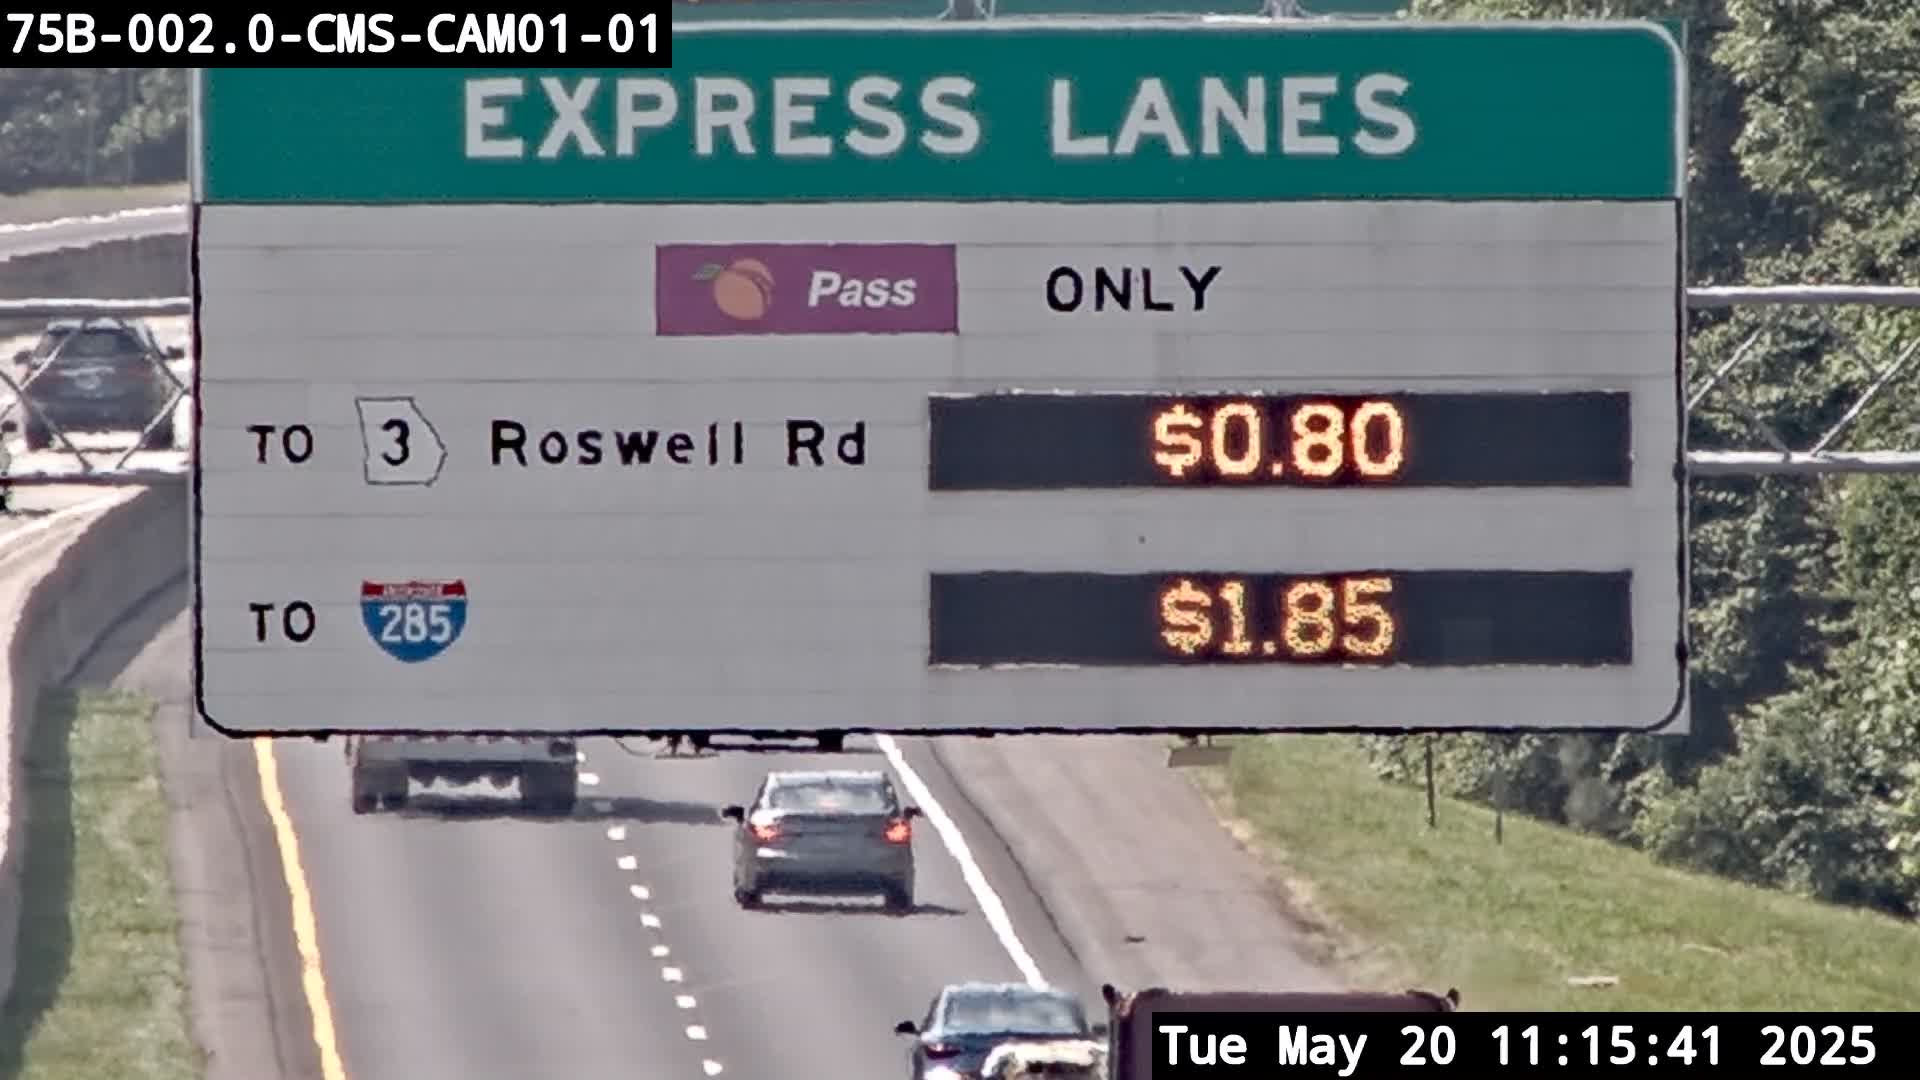 75B-002.0-CMS-CAM01-01
EXPRESS LANES
Pass ONLY
TO 3 Roswell Rd $0.80
TO INTERSTATE 285 $1.85
Tue May 20 11:15:41 2025